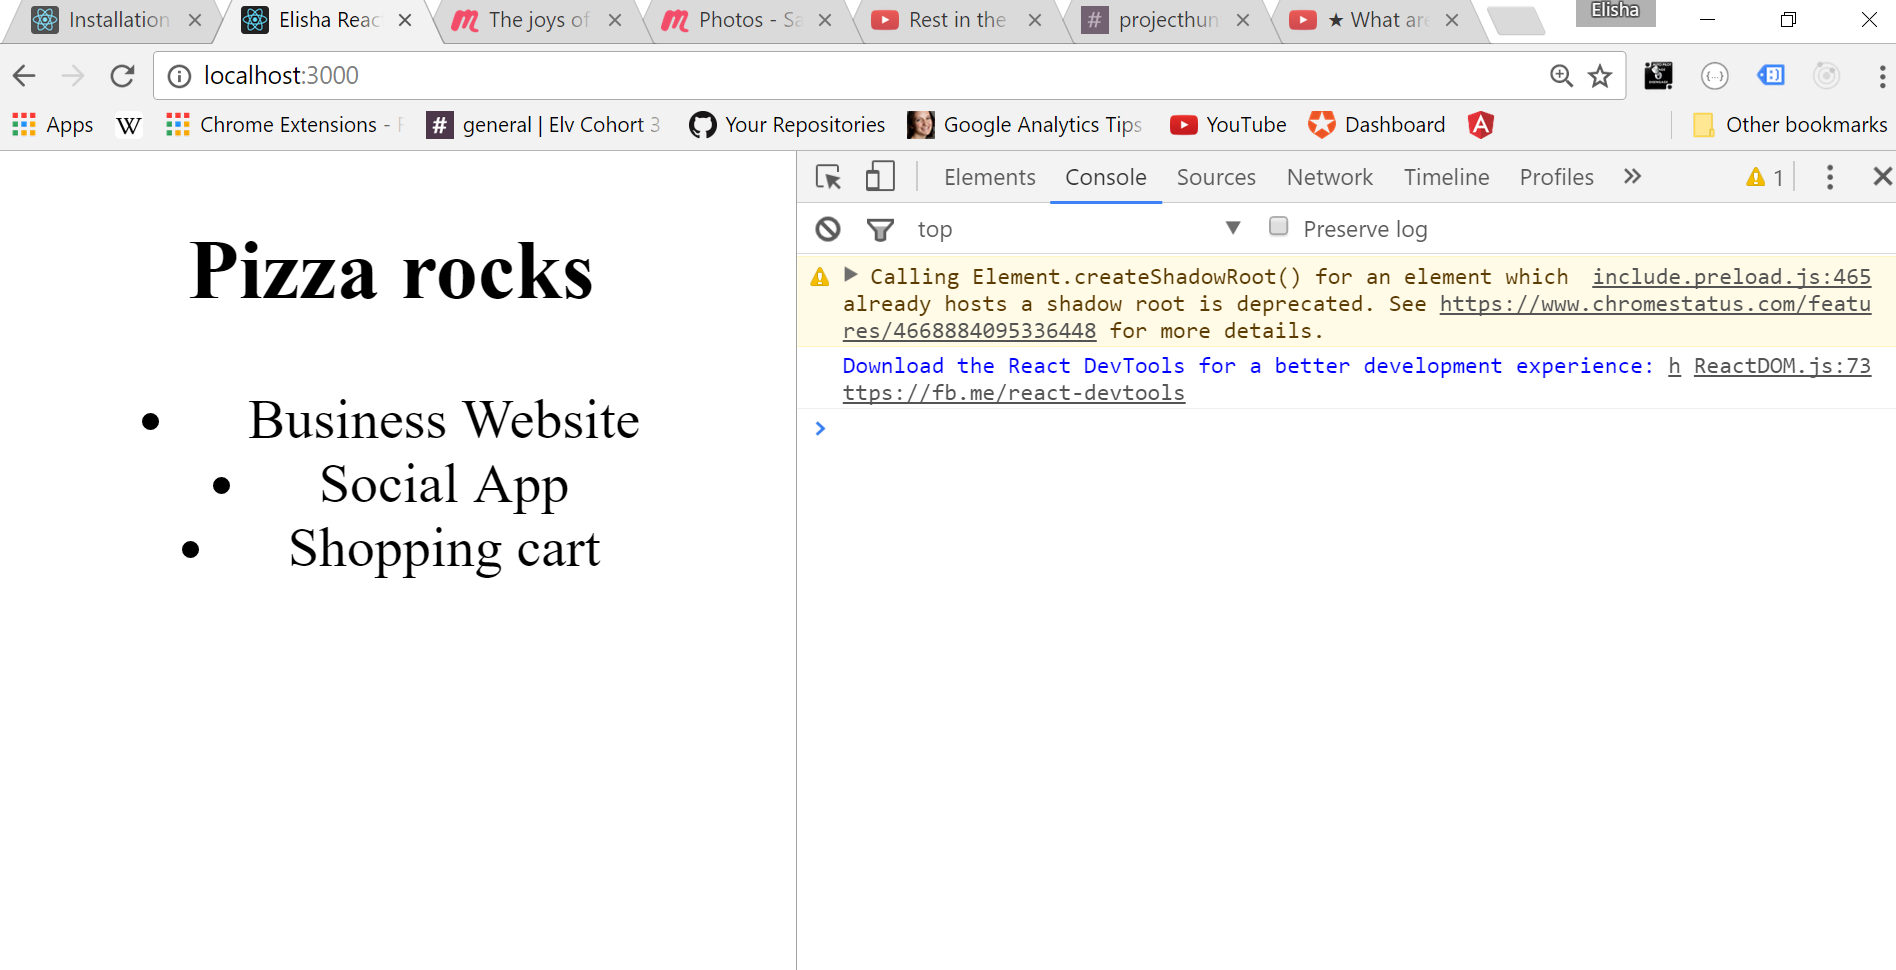 Installation
Elisha Reac
The joys of
Photos - Sa
Rest in the
# projecthun
★ What are
Elisha
localhost:3000
Apps
W
Chrome Extensions -
# general | Elv Cohort 3
Your Repositories
Google Analytics Tips
YouTube
Dashboard
Other bookmarks
Elements Console Sources Network Timeline Profiles 1
top Preserve log
Pizza rocks
• Business Website
• Social App
• Shopping cart
Calling Element.createShadowRoot() for an element which include.preload.js:465
already hosts a shadow root is deprecated. See https://www.chromestatus.com/featu
res/4668884095336448 for more details.
Download the React DevTools for a better development experience: h ReactDOM.js:73
ttps://fb.me/react-devtools